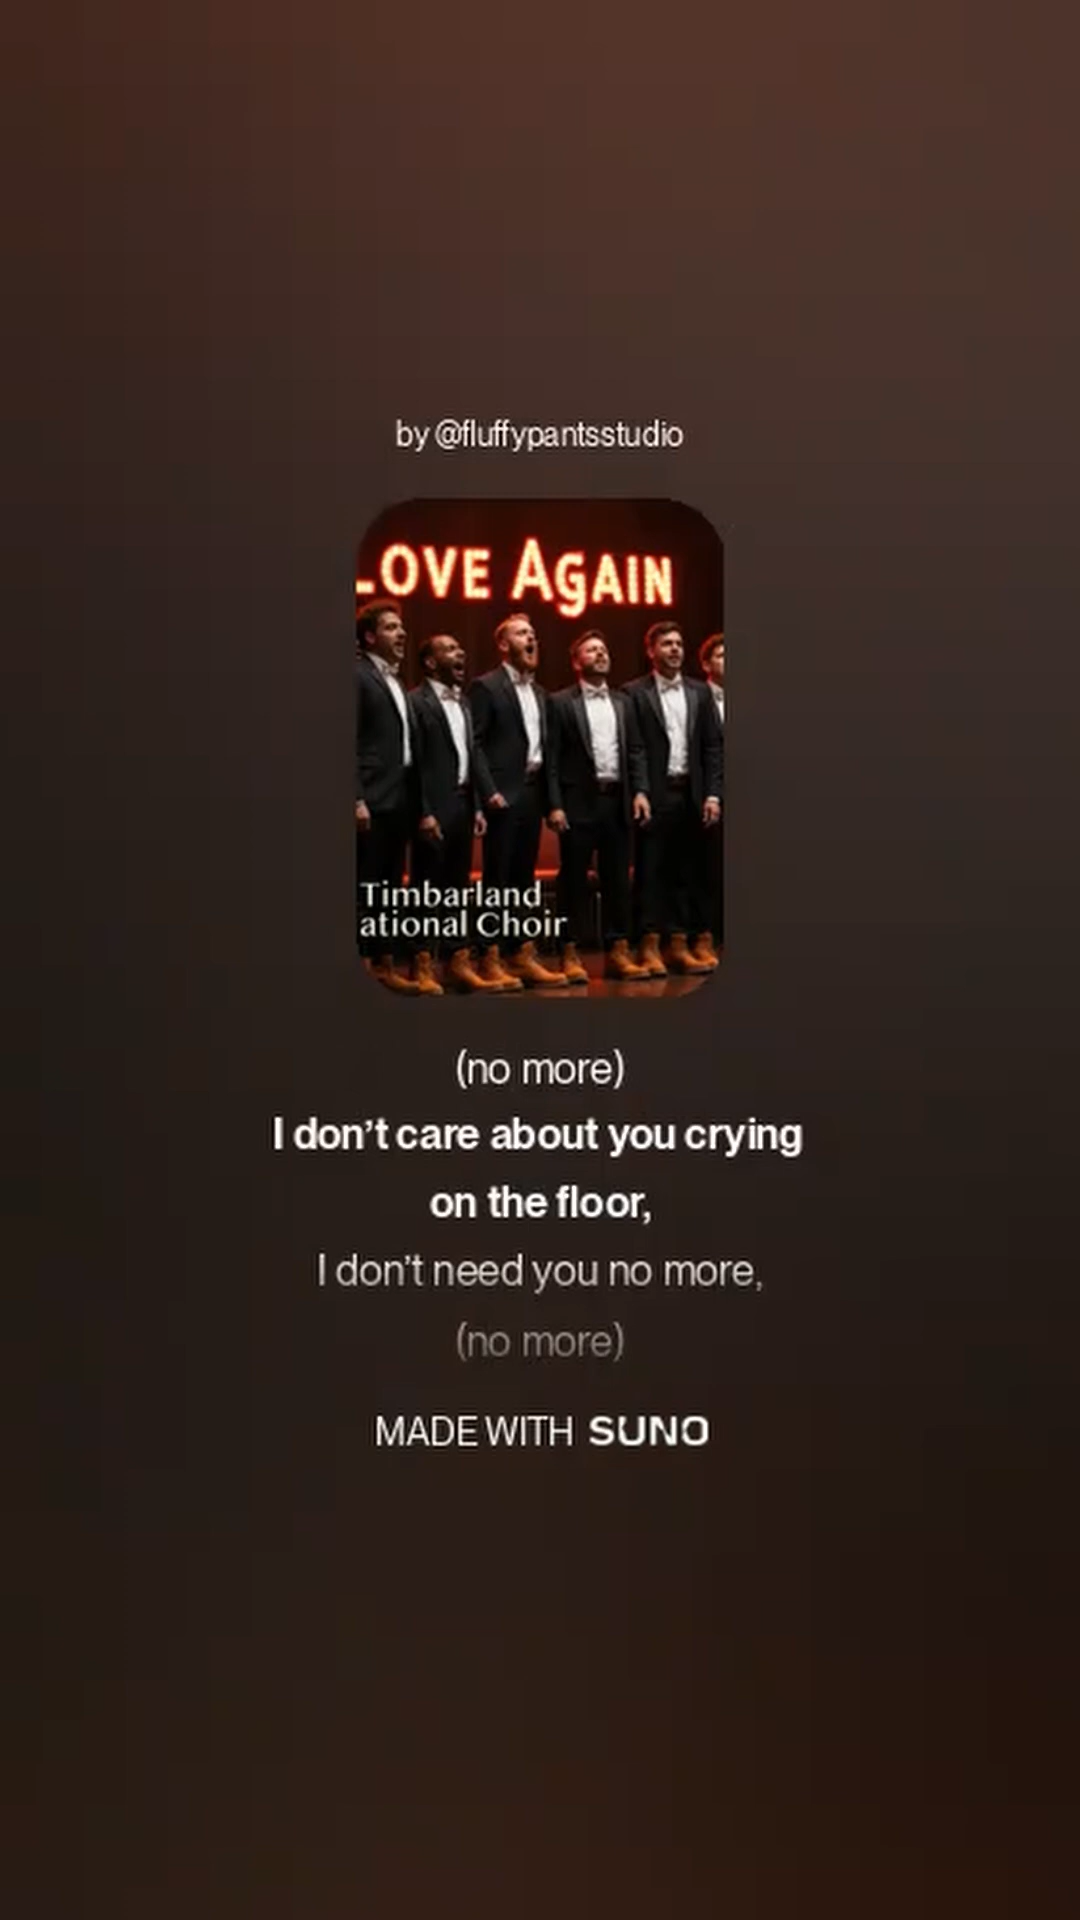 by @fluffypantsstudio
LOVE AGAIN
Timbarland
ational Choir
(no more)
I don't care about you crying
on the floor,
I don't need you no more,
(no more)
MADE WITH SUNO